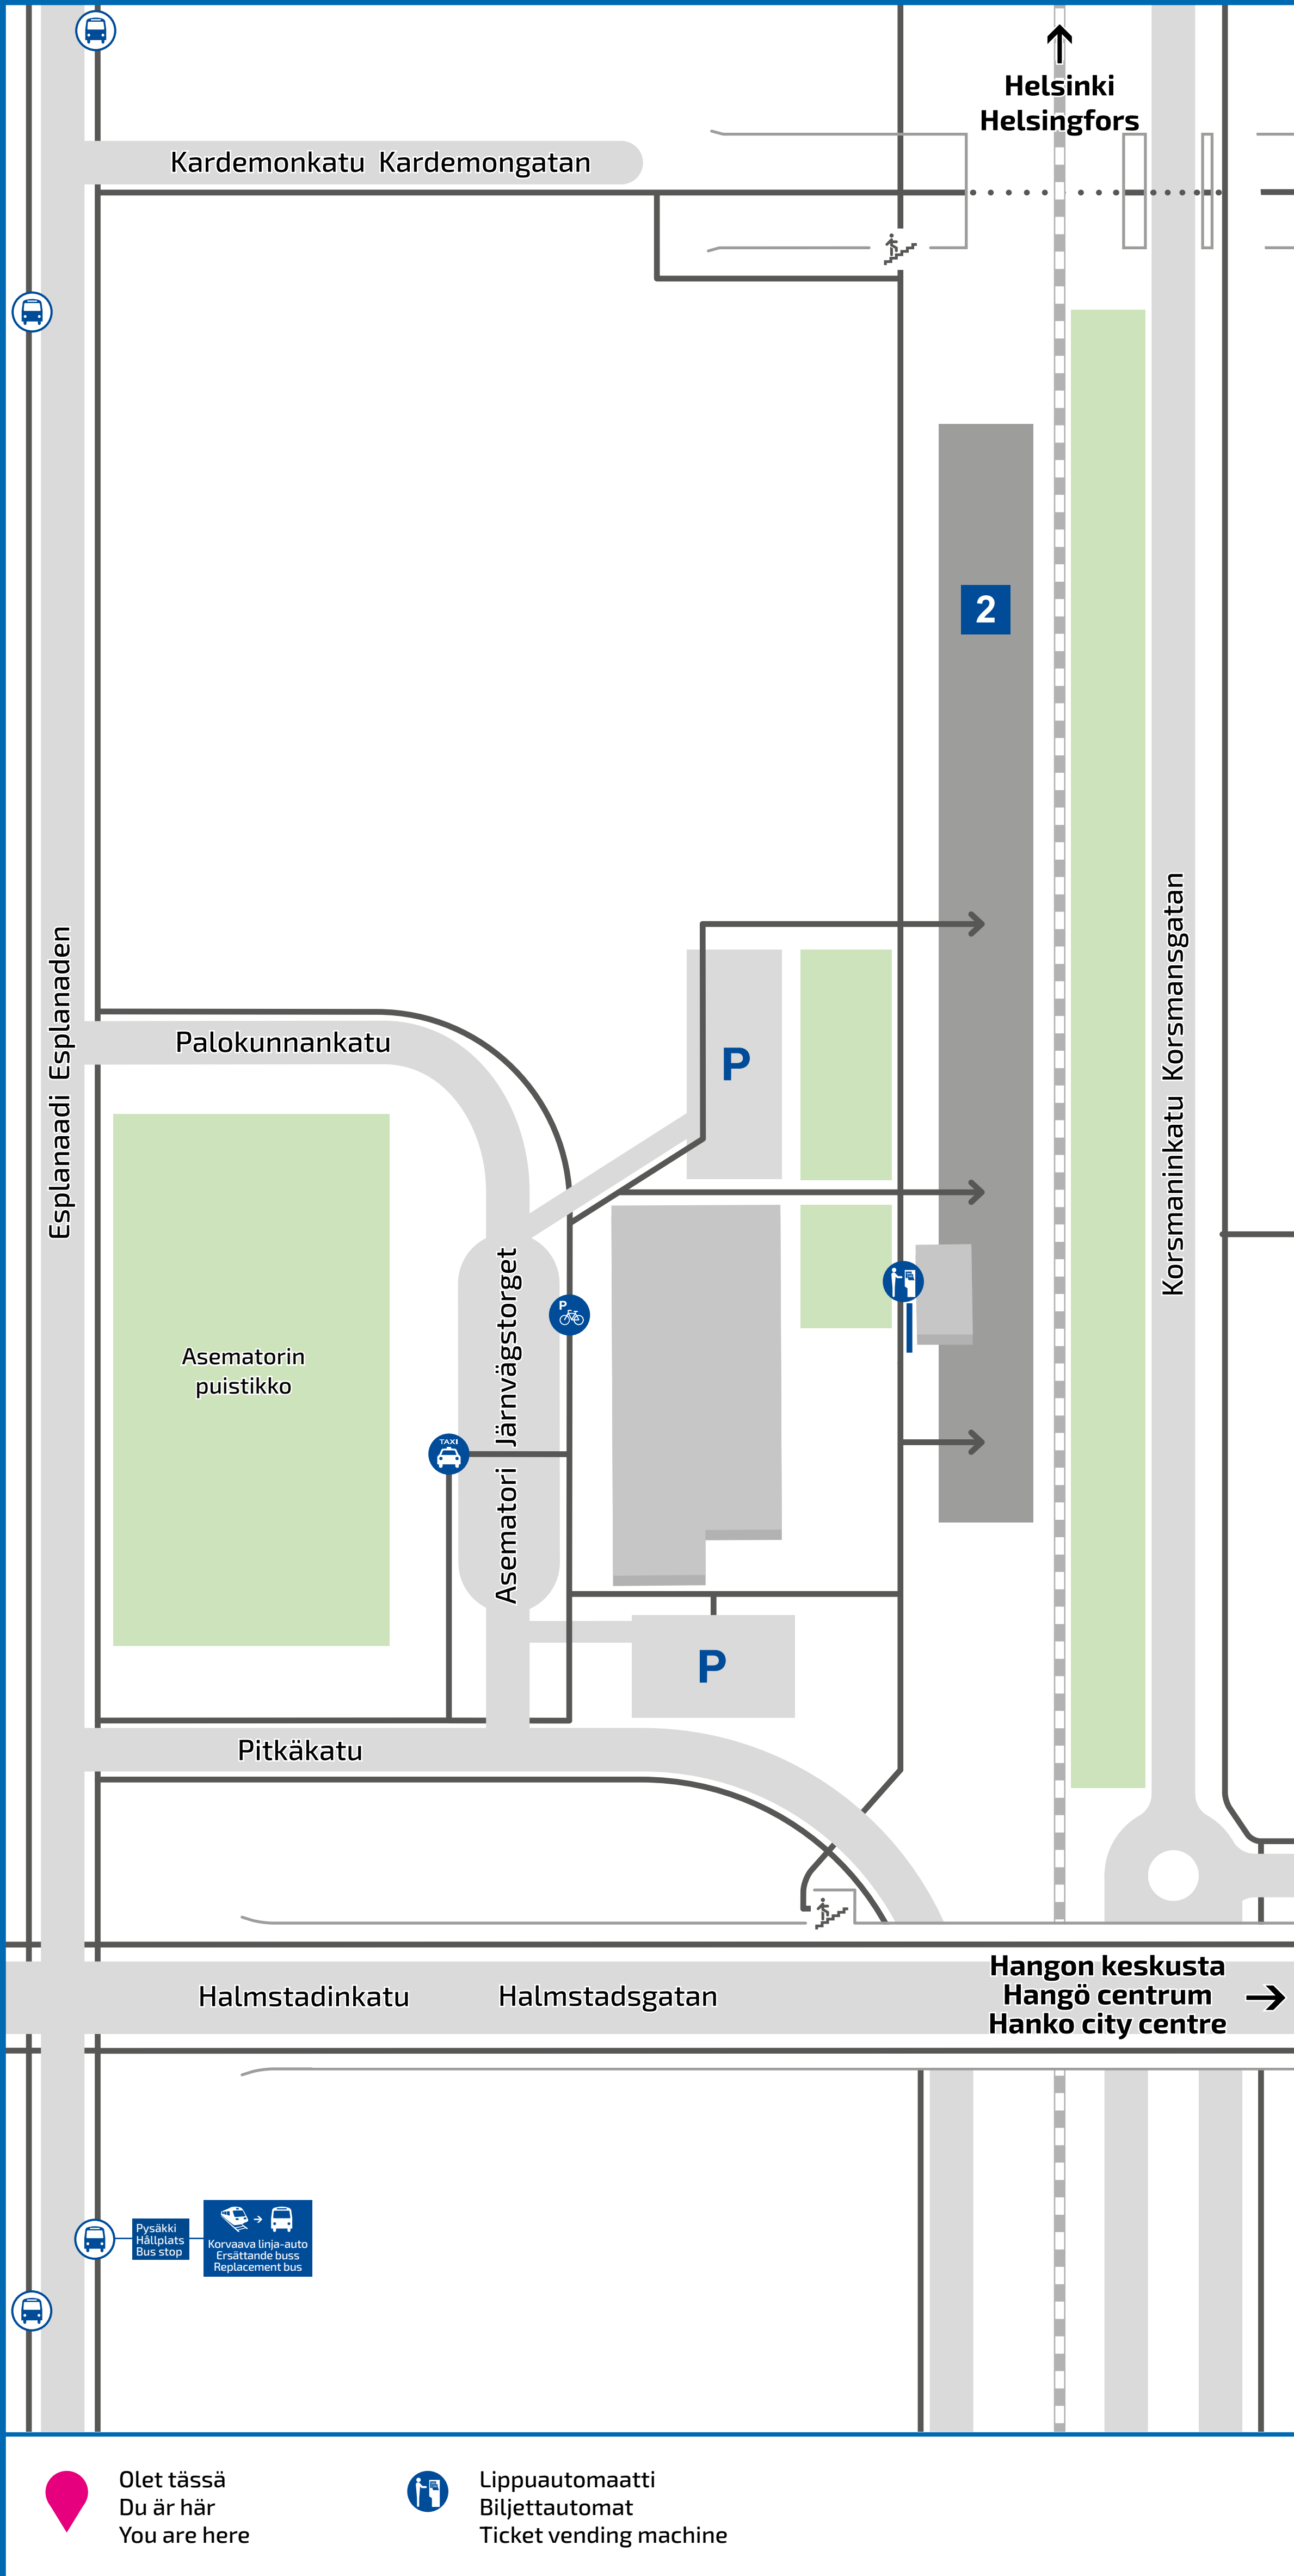 Helsinki
Helsingfors
Kardemonkatu Kardemongatan
2
Esplanaadi Esplanaden
Korsmaninkatu Korsmansgatan
Palokunnankatu
P
Asematori Järnvägstorget
P
Asematorin
puistikko
TAXI
P
Pitkäkatu
Hangon keskusta
Hangö centrum
Hanko city centre
Halmstadinkatu Halmstadsgatan
Pysäkki
Hållplats
Bus stop
Korvaava linja-auto
Ersättande buss
Replacement bus
Olet tässä
Du är här
You are here
Lippuautomaatti
Biljettautomat
Ticket vending machine